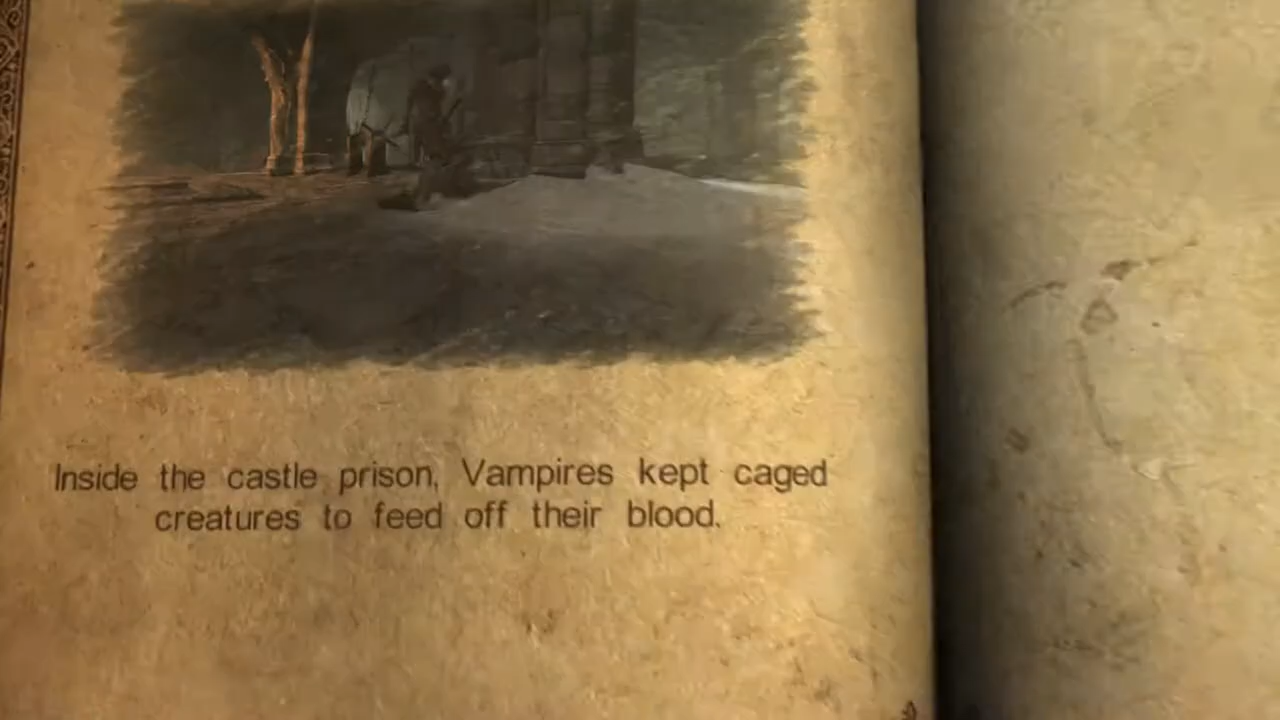 Inside the castle prison, Vampires kept caged
creatures to feed off their blood.